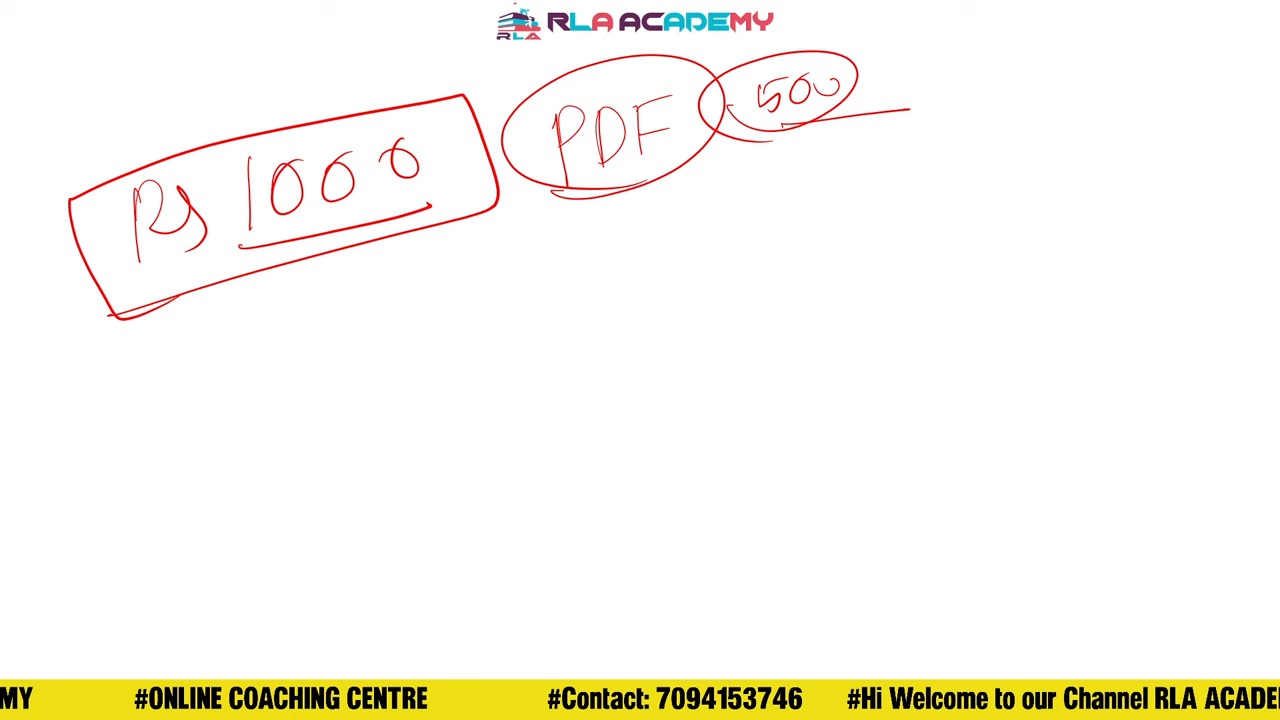 RLA ACADEMY
RLA
Rs 1000
PDF
500
MY #ONLINE COACHING CENTRE #Contact: 7094153746 #Hi Welcome to our Channel RLA ACADE